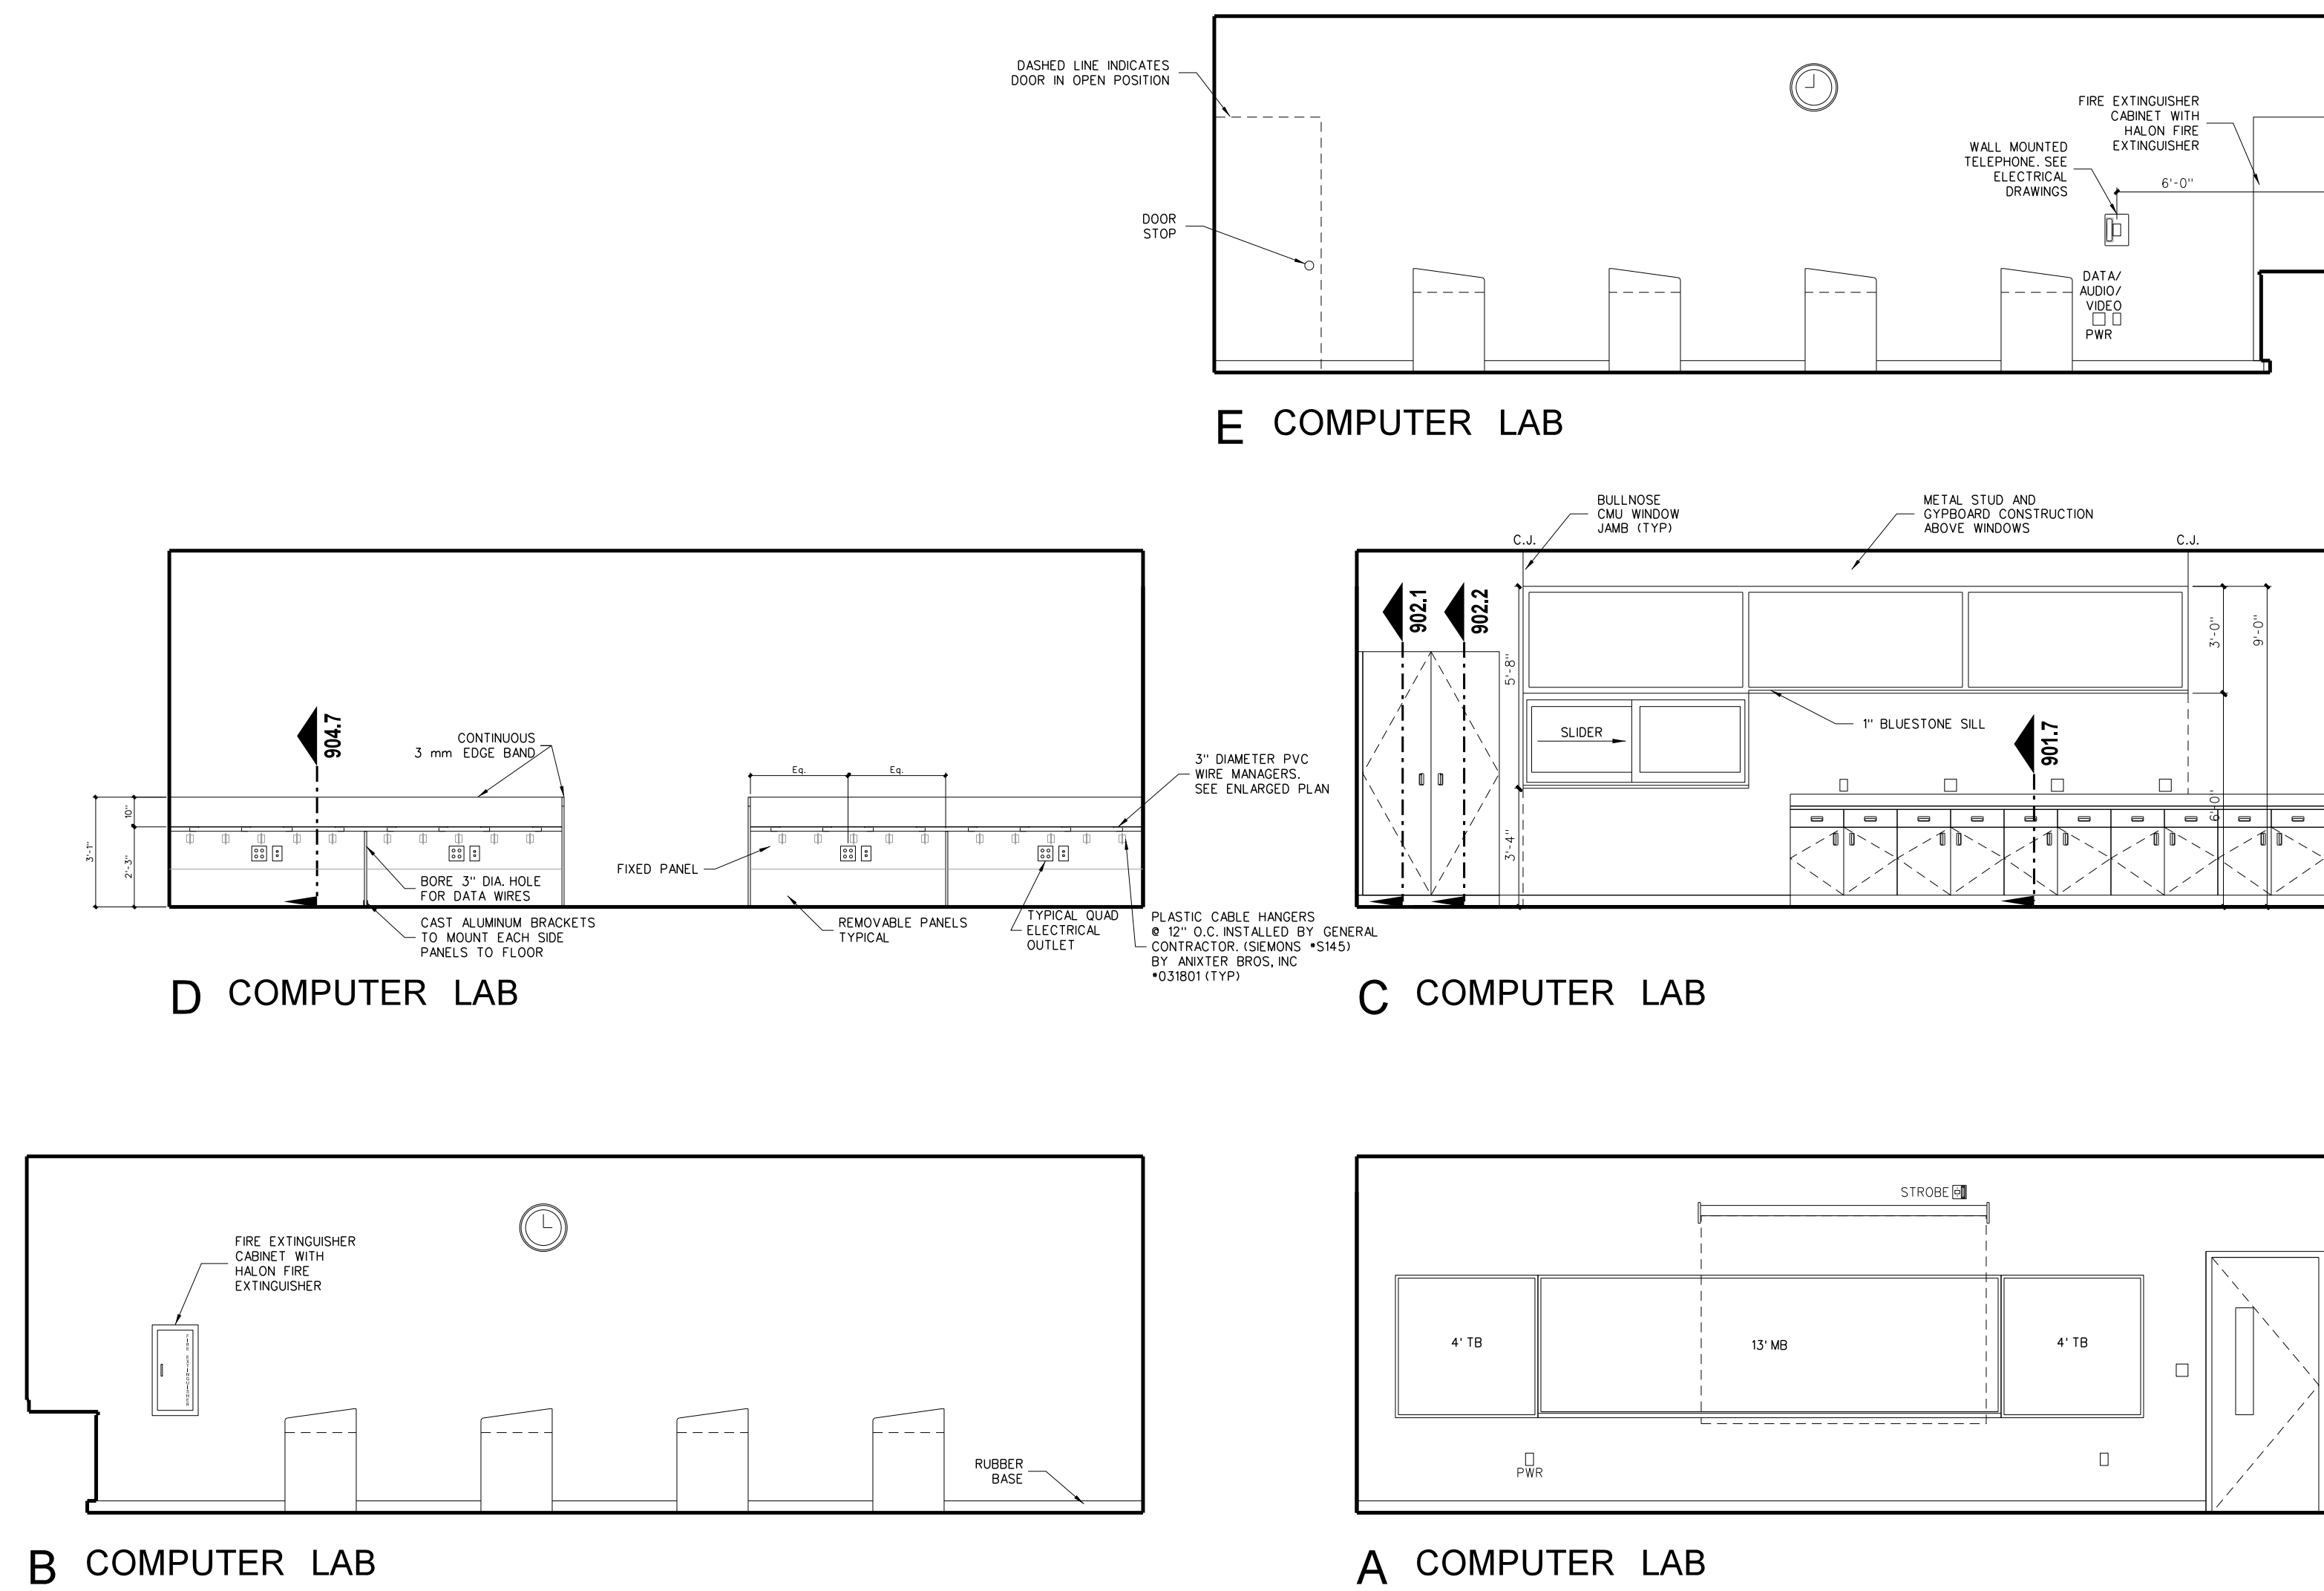 DASHED LINE INDICATES
DOOR IN OPEN POSITION
DOOR
STOP
FIRE EXTINGUISHER
CABINET WITH
HALON FIRE
EXTINGUISHER
WALL MOUNTED
TELEPHONE. SEE
ELECTRICAL
DRAWINGS
6'-0"
DATA/
AUDIO/
VIDEO
PWR
E COMPUTER LAB
904.7
CONTINUOUS
3 mm EDGE BAND
3'-1"
10"
2'-3"
Eq.
Eq.
3" DIAMETER PVC
WIRE MANAGERS.
SEE ENLARGED PLAN
FIXED PANEL
BORE 3" DIA. HOLE
FOR DATA WIRES
CAST ALUMINUM BRACKETS
TO MOUNT EACH SIDE
PANELS TO FLOOR
REMOVABLE PANELS
TYPICAL
TYPICAL QUAD
ELECTRICAL
OUTLET
PLASTIC CABLE HANGERS
@ 12" O.C. INSTALLED BY GENERAL
CONTRACTOR. (SIEMONS *S145)
BY ANIXTER BROS, INC
*031801 (TYP)
D COMPUTER LAB
BULLNOSE
CMU WINDOW
JAMB (TYP)
METAL STUD AND
GYPBOARD CONSTRUCTION
ABOVE WINDOWS
C.J.
C.J.
902.1
902.2
5'-8"
3'-4"
SLIDER
1" BLUESTONE SILL
901.7
3'-0"
9'-0"
6'-0"
C COMPUTER LAB
FIRE EXTINGUISHER
CABINET WITH
HALON FIRE
EXTINGUISHER
FIRE EXTINGUISHER
RUBBER
BASE
B COMPUTER LAB
STROBE
4' TB
13' MB
4' TB
PWR
A COMPUTER LAB